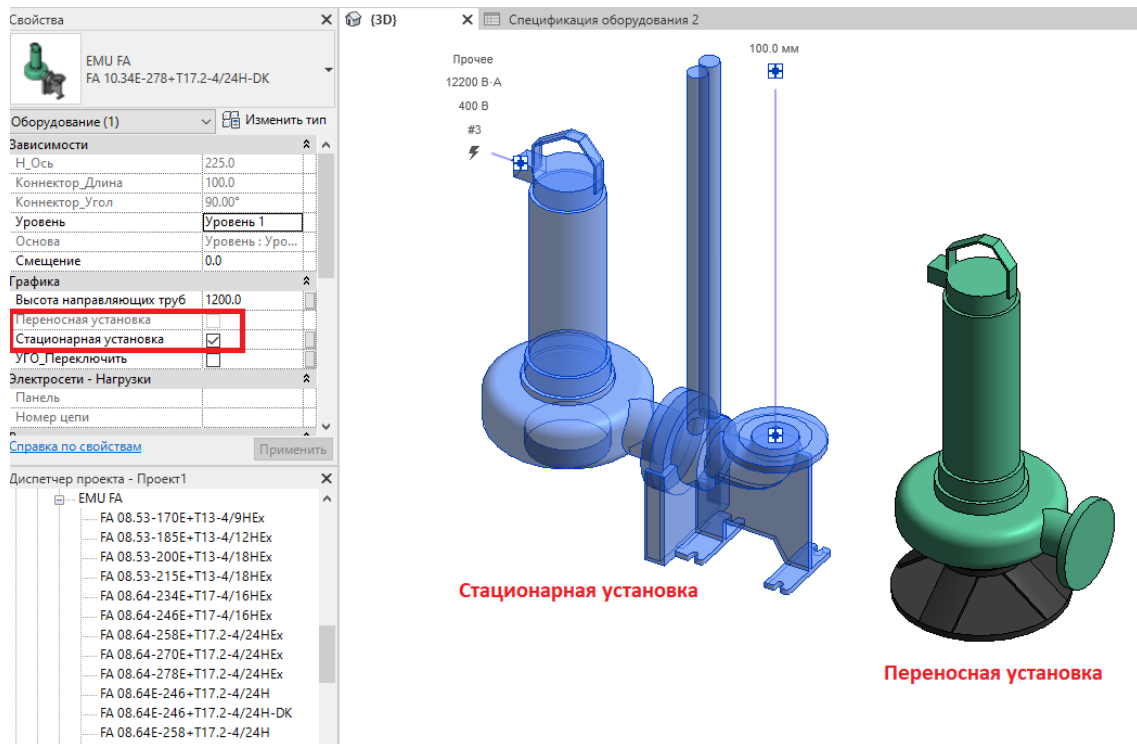 Свойства
{3D}
Спецификация оборудования 2
EMU FA
FA 10.34E-278+T17.2-4/24H-DK
Оборудование (1)
Изменить тип
Зависимости
Н_Ось 225.0
Коннектор_Длина 100.0
Коннектор_Угол 90.00°
Уровень Уровень 1
Основа Уровень : Уро...
Смещение 0.0
Графика
Высота направляющих труб 1200.0
Переносная установка
Стационарная установка
УГО_Переключить
Электросети - Нагрузки
Панель
Номер цепи
Справка по свойствам
Применить
Диспетчер проекта - Проект1
EMU FA
FA 08.53-170E+T13-4/9HEx
FA 08.53-185E+T13-4/12HEx
FA 08.53-200E+T13-4/18HEx
FA 08.53-215E+T13-4/18HEx
FA 08.64-234E+T17-4/16HEx
FA 08.64-246E+T17-4/16HEx
FA 08.64-258E+T17.2-4/24HEx
FA 08.64-270E+T17.2-4/24HEx
FA 08.64-278E+T17.2-4/24HEx
FA 08.64E-246+T17.2-4/24H
FA 08.64E-246+T17.2-4/24H-DK
FA 08.64E-258+T17.2-4/24H
Прочее
12200 В·А
400 В
#3
100.0 мм
Стационарная установка
Переносная установка